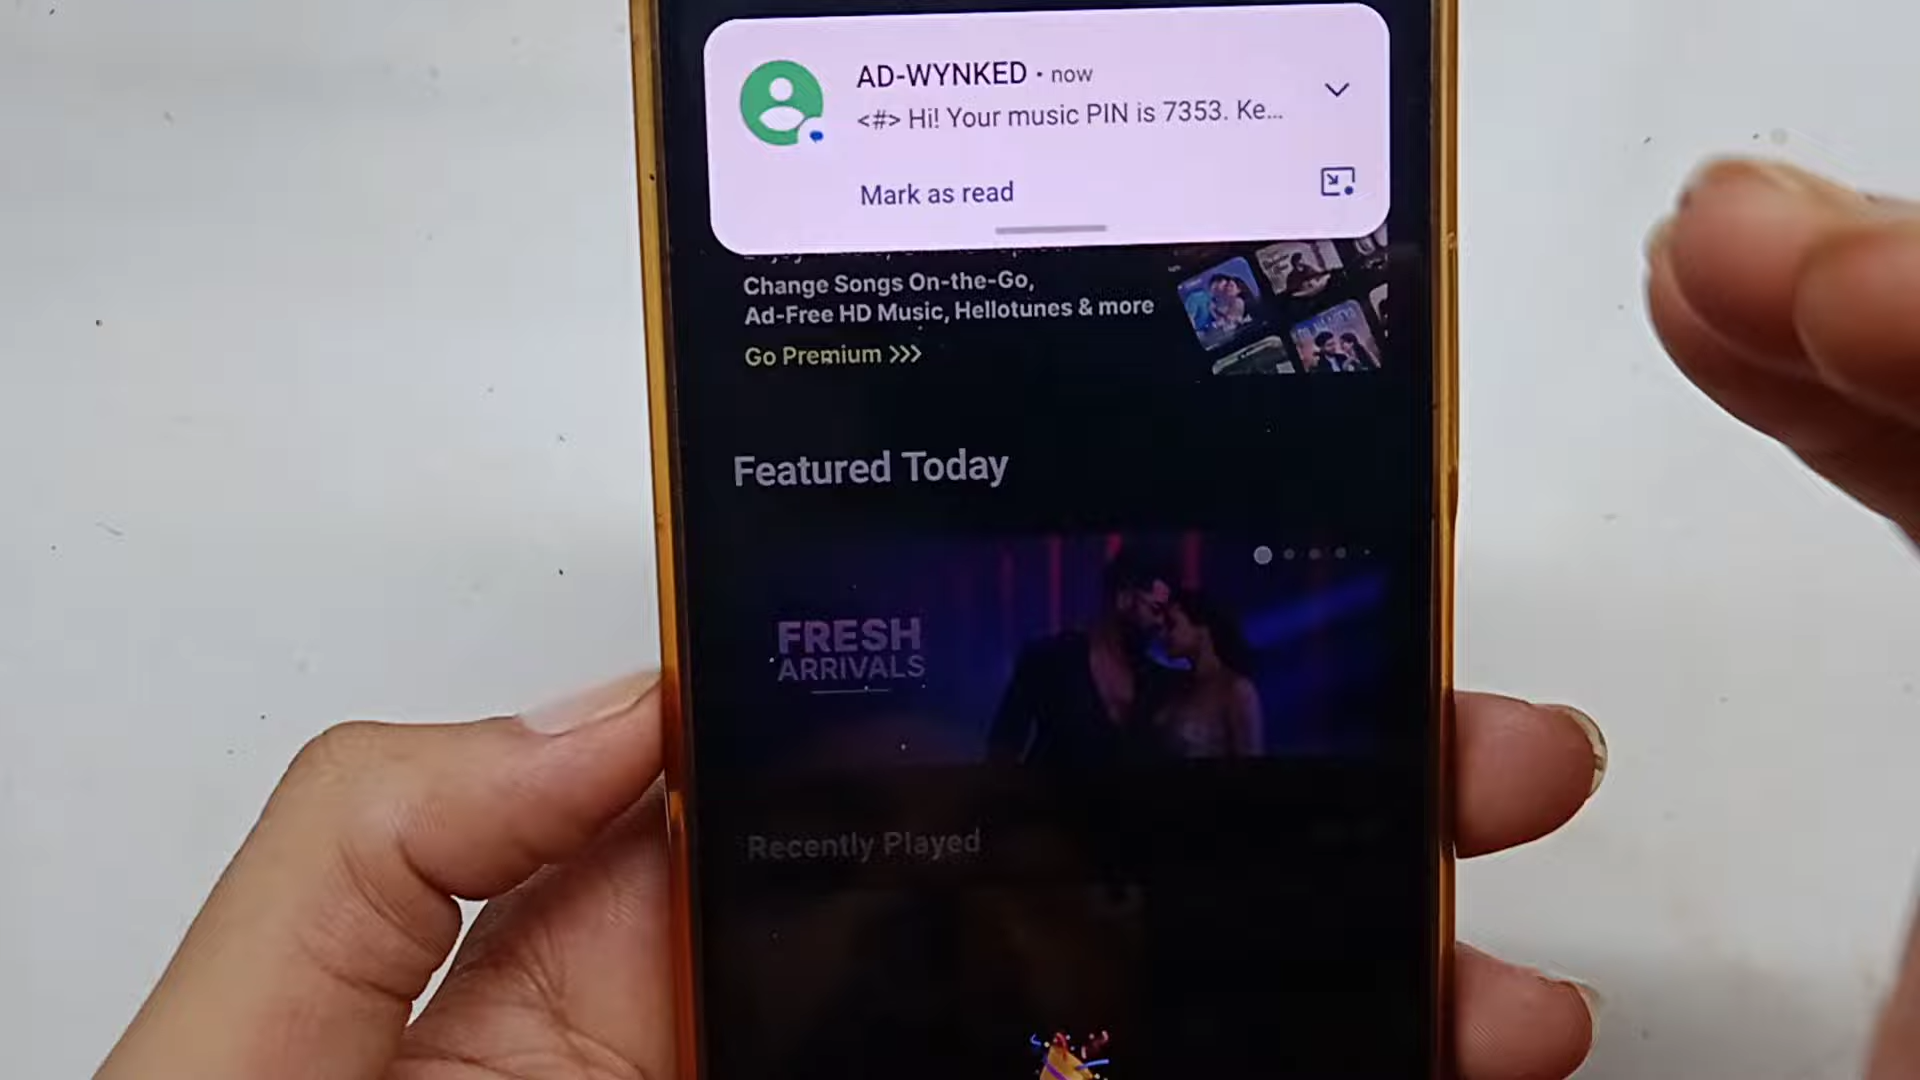 AD-WYNKED • now
<#> Hi! Your music PIN is 7353. Ke...
Mark as read
Change Songs On-the-Go,
Ad-Free HD Music, Hellotunes & more
Go Premium >>>
Featured Today
FRESH
ARRIVALS
Recently Played